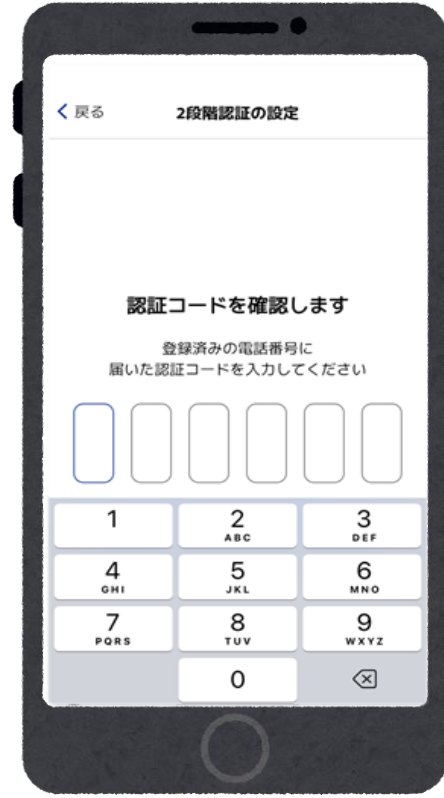 戻る 2段階認証の設定
認証コードを確認します
登録済みの電話番号に
届いた認証コードを入力してください
1 2 3
ABC DEF
4 5 6
GHI JKL MNO
7 8 9
PQRS TUV WXYZ
0